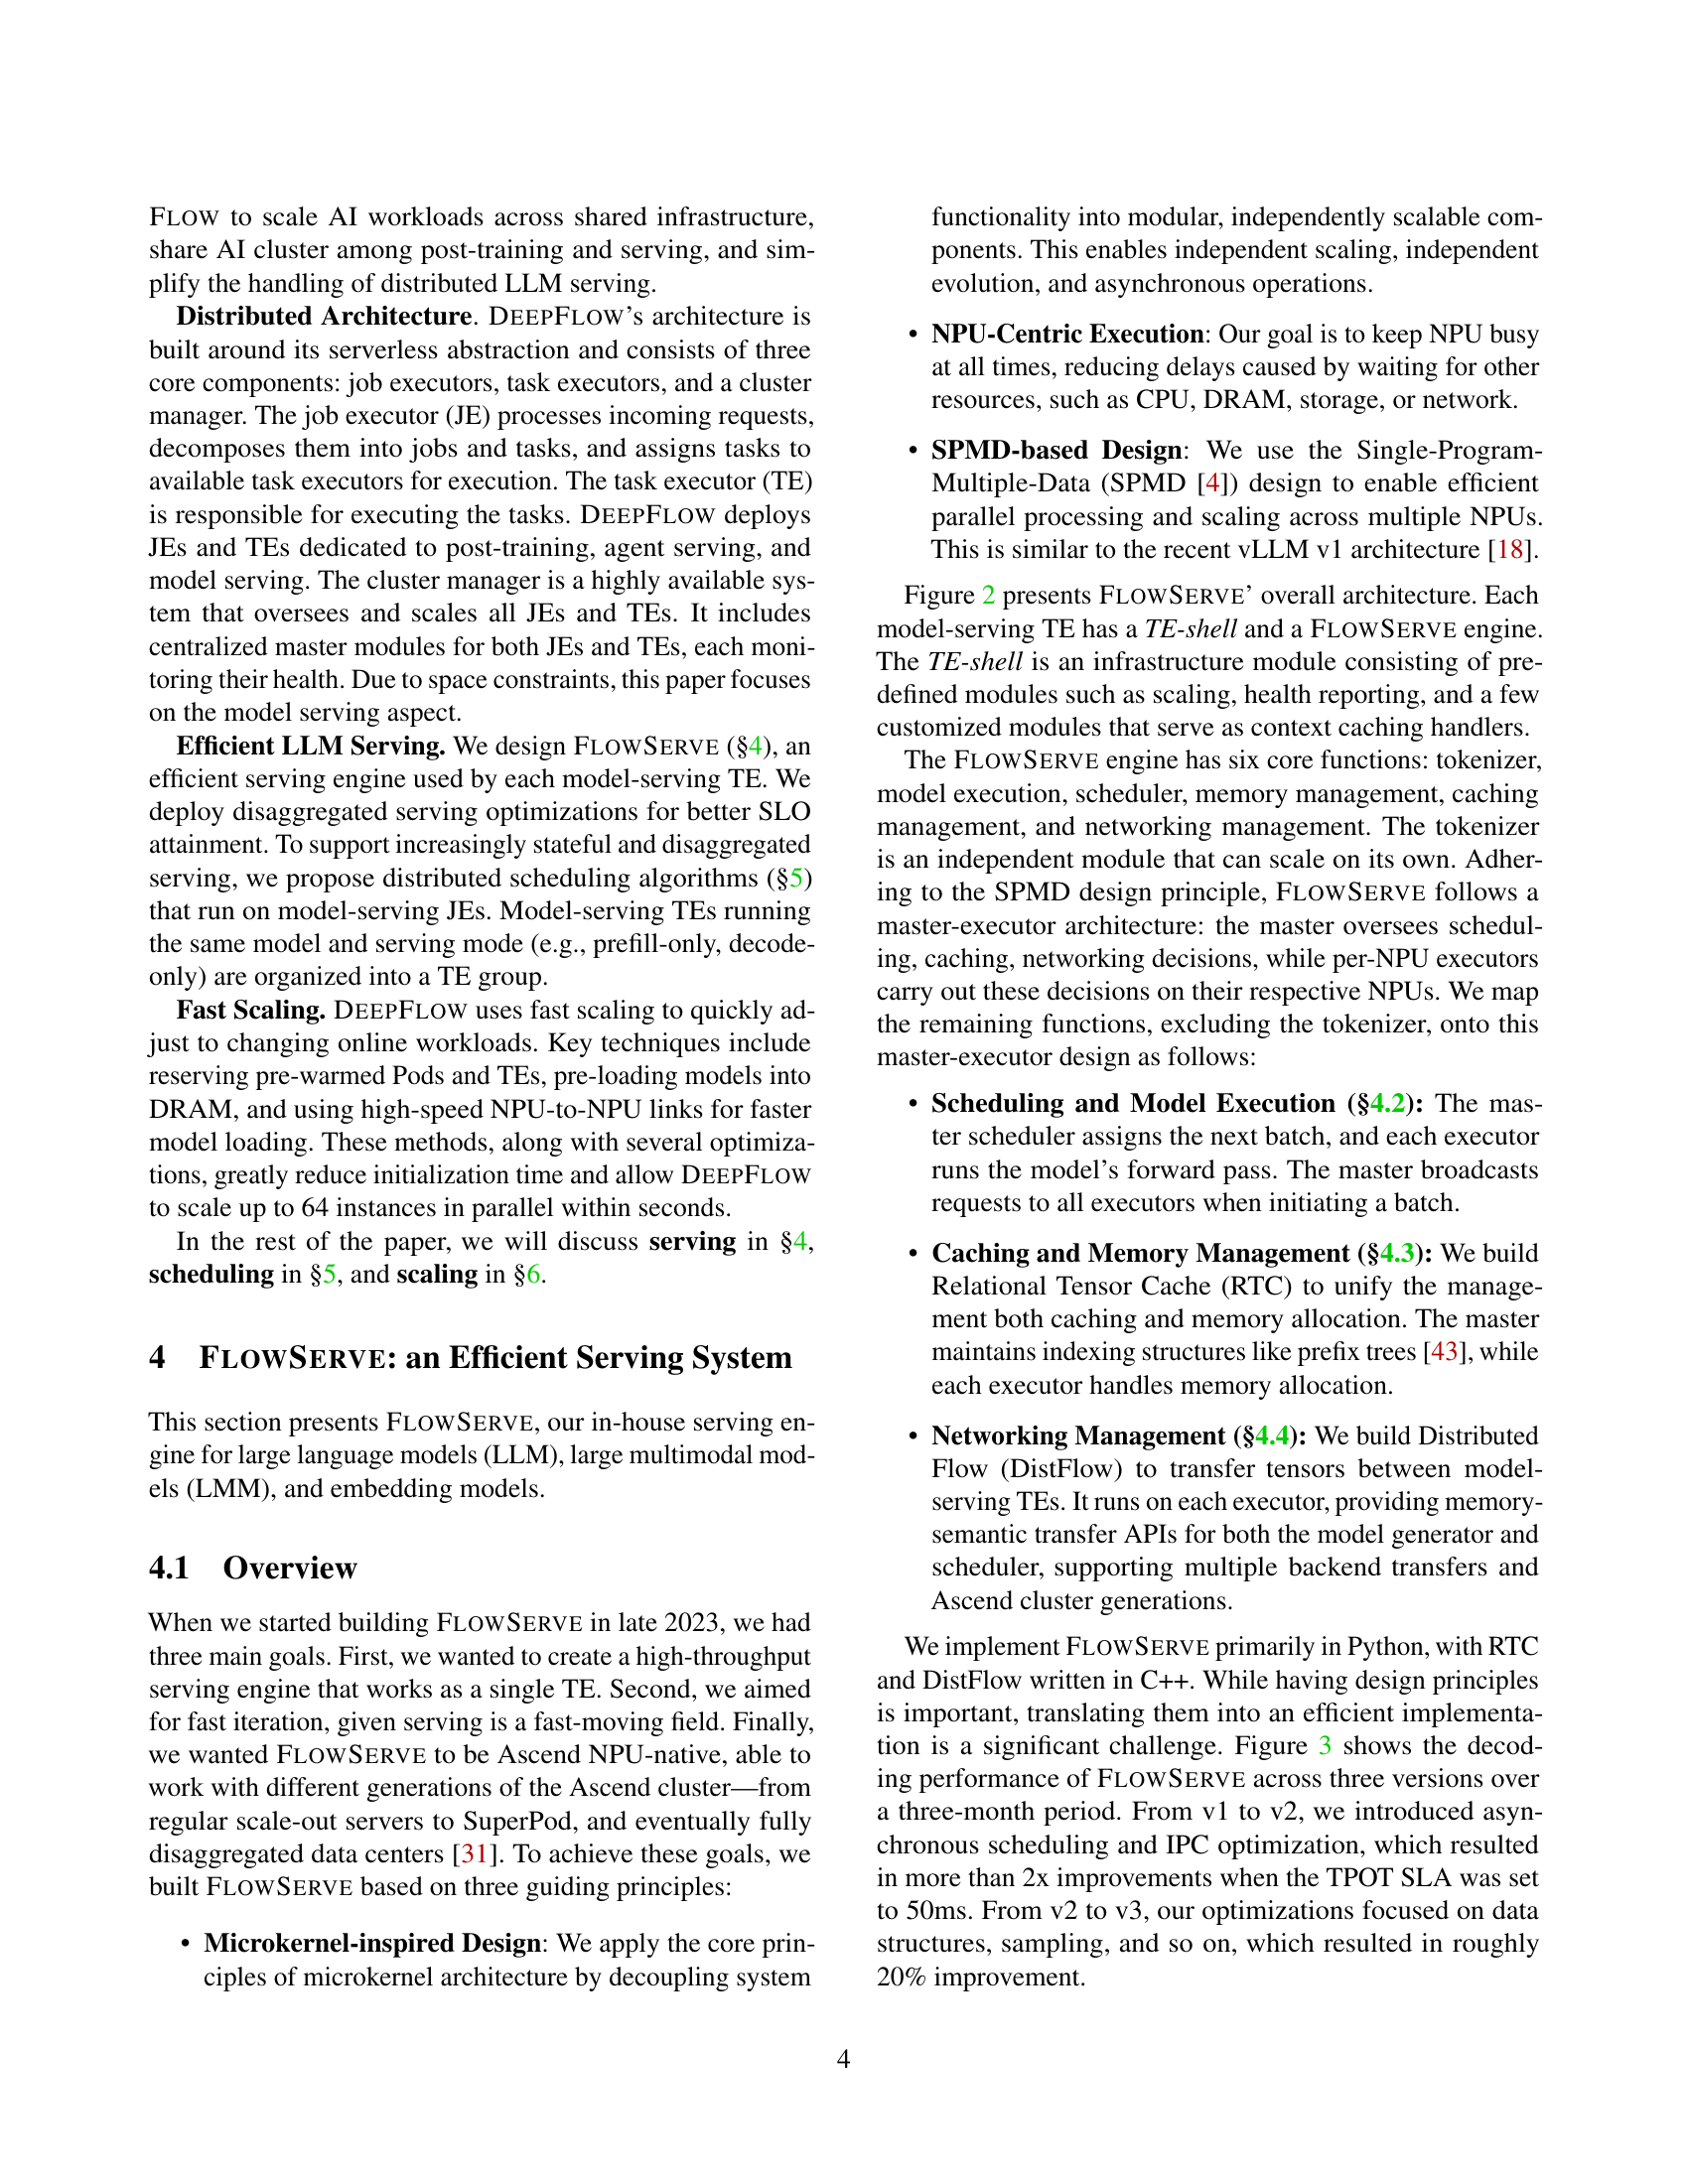 FLOW to scale AI workloads across shared infrastructure,
share AI cluster among post-training and serving, and sim-
plify the handling of distributed LLM serving.
Distributed Architecture. DEEPFLOW's architecture is
built around its serverless abstraction and consists of three
core components: job executors, task executors, and a cluster
manager. The job executor (JE) processes incoming requests,
decomposes them into jobs and tasks, and assigns tasks to
available task executors for execution. The task executor (TE)
is responsible for executing the tasks. DEEPFLOW deploys
JEs and TEs dedicated to post-training, agent serving, and
model serving. The cluster manager is a highly available sys-
tem that oversees and scales all JEs and TEs. It includes
centralized master modules for both JEs and TEs, each moni-
toring their health. Due to space constraints, this paper focuses
on the model serving aspect.
Efficient LLM Serving. We design FLOWSERVE (§4), an
efficient serving engine used by each model-serving TE. We
deploy disaggregated serving optimizations for better SLO
attainment. To support increasingly stateful and disaggregated
serving, we propose distributed scheduling algorithms (§5)
that run on model-serving JEs. Model-serving TEs running
the same model and serving mode (e.g., prefill-only, decode-
only) are organized into a TE group.
Fast Scaling. DEEPFLOW uses fast scaling to quickly ad-
just to changing online workloads. Key techniques include
reserving pre-warmed Pods and TEs, pre-loading models into
DRAM, and using high-speed NPU-to-NPU links for faster
model loading. These methods, along with several optimiza-
tions, greatly reduce initialization time and allow DEEPFLOW
to scale up to 64 instances in parallel within seconds.
In the rest of the paper, we will discuss serving in §4,
scheduling in §5, and scaling in §6.
4 FLOWSERVE: an Efficient Serving System
This section presents FLOWSERVE, our in-house serving en-
gine for large language models (LLM), large multimodal mod-
els (LMM), and embedding models.
4.1 Overview
When we started building FLOWSERVE in late 2023, we had
three main goals. First, we wanted to create a high-throughput
serving engine that works as a single TE. Second, we aimed
for fast iteration, given serving is a fast-moving field. Finally,
we wanted FLOWSERVE to be Ascend NPU-native, able to
work with different generations of the Ascend cluster—from
regular scale-out servers to SuperPod, and eventually fully
disaggregated data centers [31]. To achieve these goals, we
built FLOWSERVE based on three guiding principles:
• Microkernel-inspired Design: We apply the core prin-
ciples of microkernel architecture by decoupling system
functionality into modular, independently scalable com-
ponents. This enables independent scaling, independent
evolution, and asynchronous operations.
• NPU-Centric Execution: Our goal is to keep NPU busy
at all times, reducing delays caused by waiting for other
resources, such as CPU, DRAM, storage, or network.
• SPMD-based Design: We use the Single-Program-
Multiple-Data (SPMD [4]) design to enable efficient
parallel processing and scaling across multiple NPUs.
This is similar to the recent vLLM v1 architecture [18].
Figure 2 presents FLOWSERVE' overall architecture. Each
model-serving TE has a TE-shell and a FLOWSERVE engine.
The TE-shell is an infrastructure module consisting of pre-
defined modules such as scaling, health reporting, and a few
customized modules that serve as context caching handlers.
The FLOWSERVE engine has six core functions: tokenizer,
model execution, scheduler, memory management, caching
management, and networking management. The tokenizer
is an independent module that can scale on its own. Adher-
ing to the SPMD design principle, FLOWSERVE follows a
master-executor architecture: the master oversees schedul-
ing, caching, networking decisions, while per-NPU executors
carry out these decisions on their respective NPUs. We map
the remaining functions, excluding the tokenizer, onto this
master-executor design as follows:
• Scheduling and Model Execution (§4.2): The mas-
ter scheduler assigns the next batch, and each executor
runs the model's forward pass. The master broadcasts
requests to all executors when initiating a batch.
• Caching and Memory Management (§4.3): We build
Relational Tensor Cache (RTC) to unify the manage-
ment both caching and memory allocation. The master
maintains indexing structures like prefix trees [43], while
each executor handles memory allocation.
• Networking Management (§4.4): We build Distributed
Flow (DistFlow) to transfer tensors between model-
serving TEs. It runs on each executor, providing memory-
semantic transfer APIs for both the model generator and
scheduler, supporting multiple backend transfers and
Ascend cluster generations.
We implement FLOWSERVE primarily in Python, with RTC
and DistFlow written in C++. While having design principles
is important, translating them into an efficient implementa-
tion is a significant challenge. Figure 3 shows the decod-
ing performance of FLOWSERVE across three versions over
a three-month period. From v1 to v2, we introduced asyn-
chronous scheduling and IPC optimization, which resulted
in more than 2x improvements when the TPOT SLA was set
to 50ms. From v2 to v3, our optimizations focused on data
structures, sampling, and so on, which resulted in roughly
20% improvement.
4